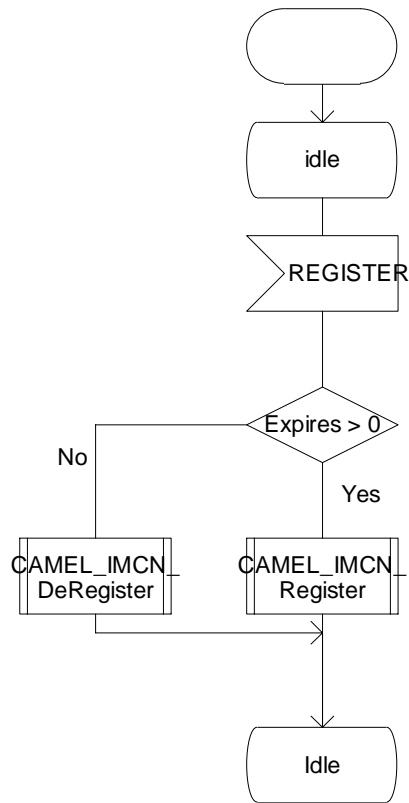 idle
REGISTER
Expires > 0
No
Yes
CAMEL_IMCN_
DeRegister
CAMEL_IMCN_
Register
Idle